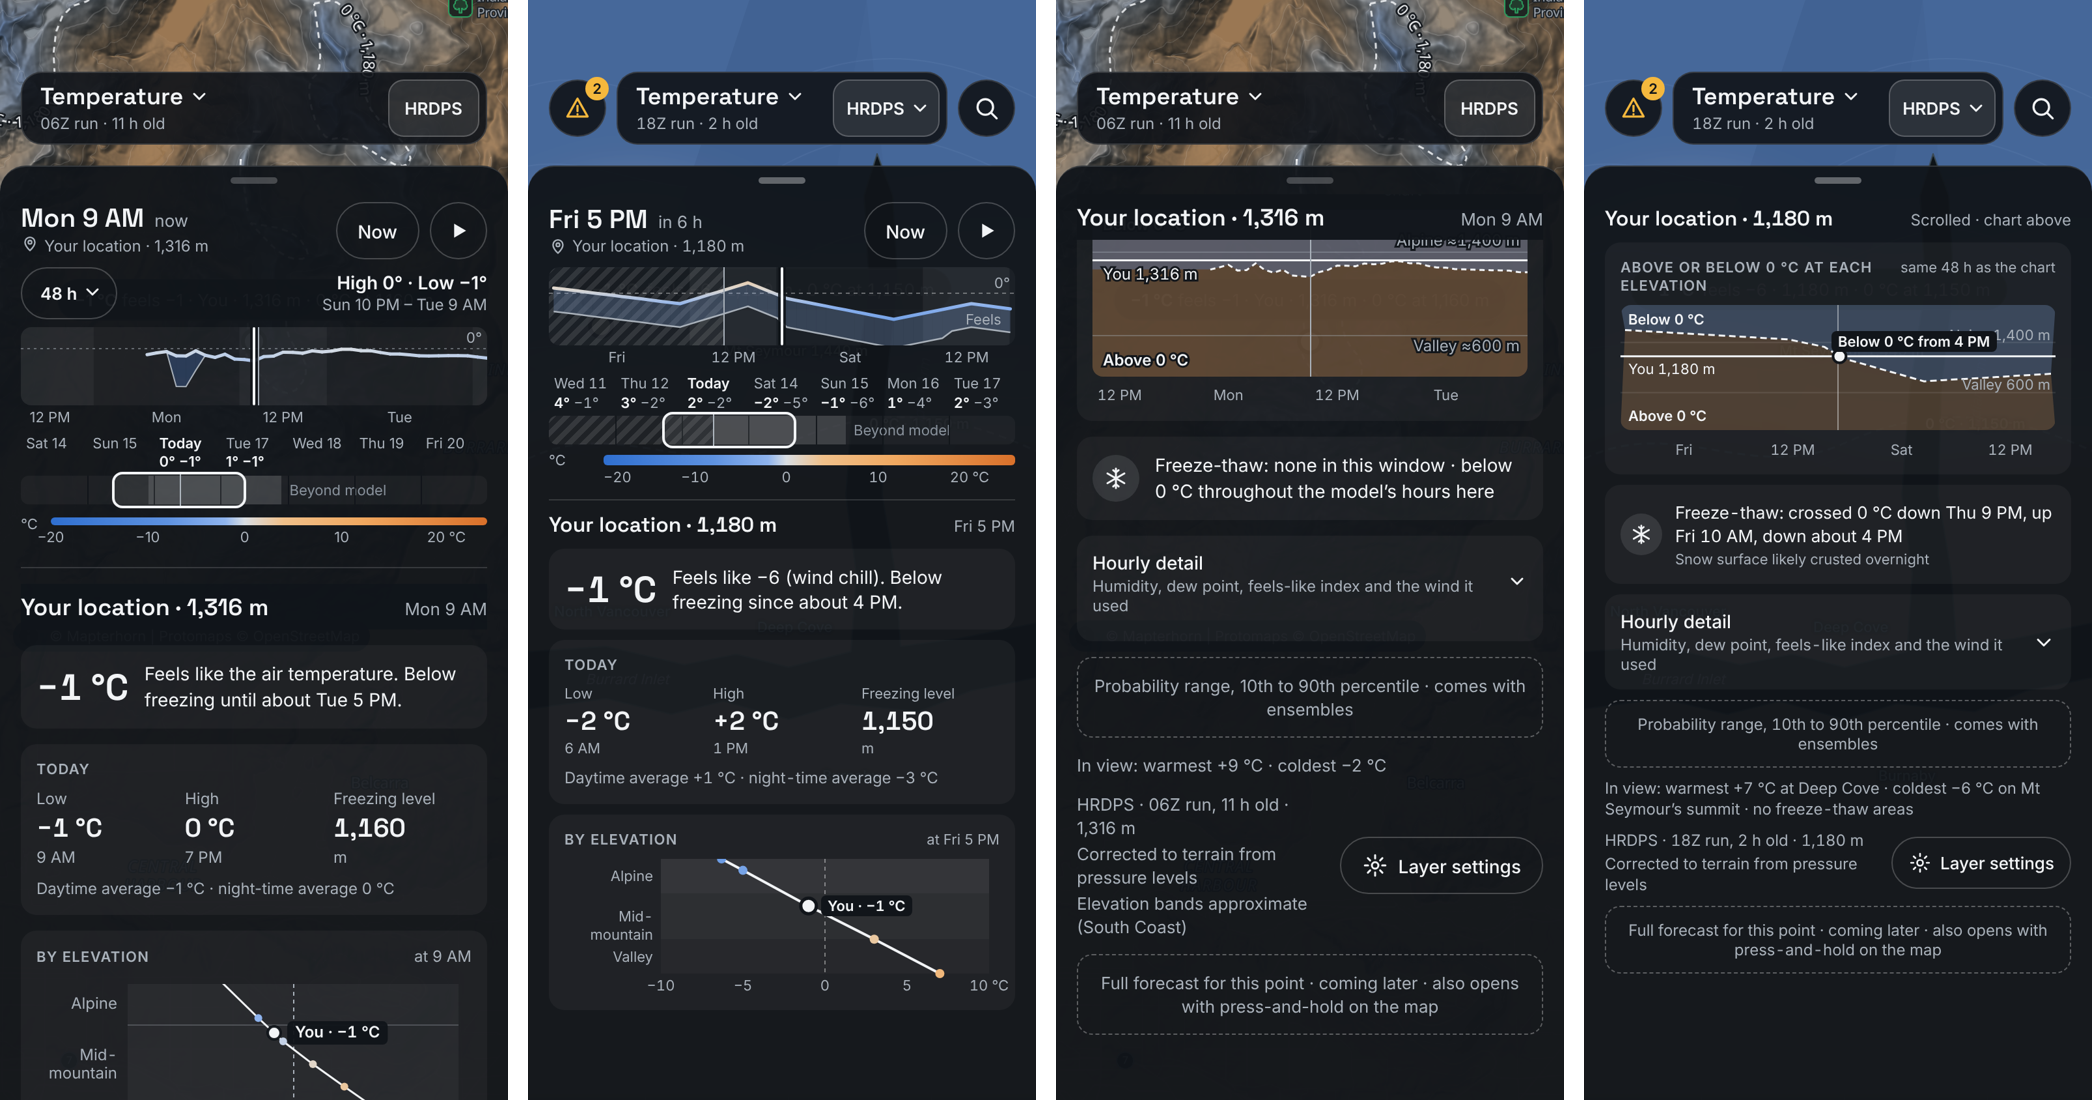 0°C · 1,180 m
Provi
Temperature
06Z run · 11 h old
HRDPS
Mon 9 AM now
Your location · 1,316 m
Now
48 h
High 0° · Low −1°
Sun 10 PM – Tue 9 AM
0°
12 PM Mon 12 PM Tue
Sat 14 Sun 15 Today Tue 17 Wed 18 Thu 19 Fri 20
0° −1° 1° −1°
Beyond model
°C
−20 −10 0 10 20 °C
Your location · 1,316 m Mon 9 AM
−1 °C
Feels like the air temperature. Below
freezing until about Tue 5 PM.
TODAY
Low High Freezing level
−1 °C 0 °C 1,160
9 AM 7 PM m
Daytime average −1 °C · night-time average 0 °C
BY ELEVATION at 9 AM
Alpine
You · −1 °C
Mid-
mountain
2
Temperature
18Z run · 2 h old
HRDPS
Fri 5 PM in 6 h
Your location · 1,180 m
Now
0°
Feels
Fri 12 PM Sat 12 PM
Wed 11 Thu 12 Today Sat 14 Sun 15 Mon 16 Tue 17
4° −1° 3° −2° 2° −2° −2° −5° −1° −6° 1° −4° 2° −3°
Beyond model
°C
−20 −10 0 10 20 °C
Your location · 1,180 m Fri 5 PM
−1 °C
Feels like −6 (wind chill). Below
freezing since about 4 PM.
TODAY
Low High Freezing level
−2 °C +2 °C 1,150
6 AM 1 PM m
Daytime average +1 °C · night-time average −3 °C
BY ELEVATION at Fri 5 PM
Alpine
You · −1 °C
Mid-
mountain
Valley
−10 −5 0 5 10 °C
0°C · 1,180
Provi
Temperature
06Z run · 11 h old
HRDPS
Your location · 1,316 m Mon 9 AM
Alpine ≈1,400 m
You 1,316 m
Valley ≈600 m
Above 0 °C
12 PM Mon 12 PM Tue
Freeze-thaw: none in this window · below
0 °C throughout the model’s hours here
Hourly detail
Humidity, dew point, feels-like index and the wind it
used
Probability range, 10th to 90th percentile · comes with
ensembles
In view: warmest +9 °C · coldest −2 °C
HRDPS · 06Z run, 11 h old ·
1,316 m
Corrected to terrain from
pressure levels
Elevation bands approximate
(South Coast)
Layer settings
Full forecast for this point · coming later · also opens
with press-and-hold on the map
2
Temperature
18Z run · 2 h old
HRDPS
Your location · 1,180 m Scrolled · chart above
ABOVE OR BELOW 0 °C AT EACH
ELEVATION
same 48 h as the chart
Below 0 °C
1,400 m
Below 0 °C from 4 PM
You 1,180 m
Valley 600 m
Above 0 °C
Fri 12 PM Sat 12 PM
Freeze-thaw: crossed 0 °C down Thu 9 PM, up
Fri 10 AM, down about 4 PM
Snow surface likely crusted overnight
Hourly detail
Humidity, dew point, feels-like index and the wind it
used
Probability range, 10th to 90th percentile · comes with
ensembles
In view: warmest +7 °C at Deep Cove · coldest −6 °C on Mt
Seymour’s summit · no freeze-thaw areas
HRDPS · 18Z run, 2 h old · 1,180 m
Corrected to terrain from pressure
levels
Layer settings
Full forecast for this point · coming later · also opens with
press-and-hold on the map